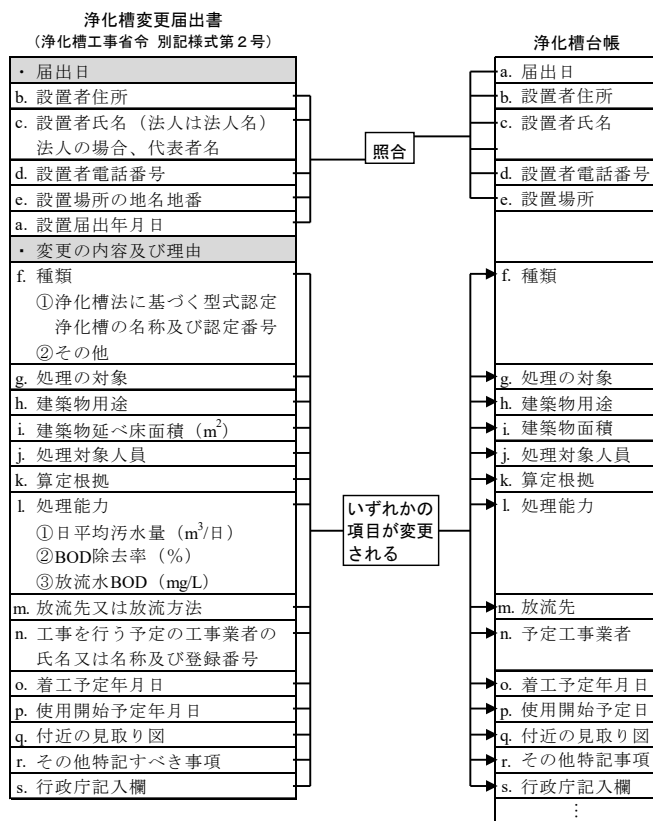 浄化槽変更届出書
（浄化槽工事省令 別記様式第２号）
・ 届出日
b. 設置者住所
c. 設置者氏名（法人は法人名）
法人の場合、代表者名
d. 設置者電話番号
e. 設置場所の地名地番
a. 設置届出年月日
・ 変更の内容及び理由
f. 種類
①浄化槽法に基づく型式認定
浄化槽の名称及び認定番号
②その他
g. 処理の対象
h. 建築物用途
i. 建築物延べ床面積（m²）
j. 処理対象人員
k. 算定根拠
l. 処理能力
①日平均汚水量（m³/日）
②BOD除去率（%）
③放流水BOD（mg/L）
m. 放流先又は放流方法
n. 工事を行う予定の工事業者の
氏名又は名称及び登録番号
o. 着工予定年月日
p. 使用開始予定年月日
q. 付近の見取り図
r. その他特記すべき事項
s. 行政庁記入欄
照合
いずれかの
項目が変更
される
浄化槽台帳
a. 届出日
b. 設置者住所
c. 設置者氏名
d. 設置者電話番号
e. 設置場所
f. 種類
g. 処理の対象
h. 建築物用途
i. 建築物面積
j. 処理対象人員
k. 算定根拠
l. 処理能力
m. 放流先
n. 予定工事業者
o. 着工予定年月日
p. 使用開始予定日
q. 付近の見取り図
r. その他特記事項
s. 行政庁記入欄
⋮